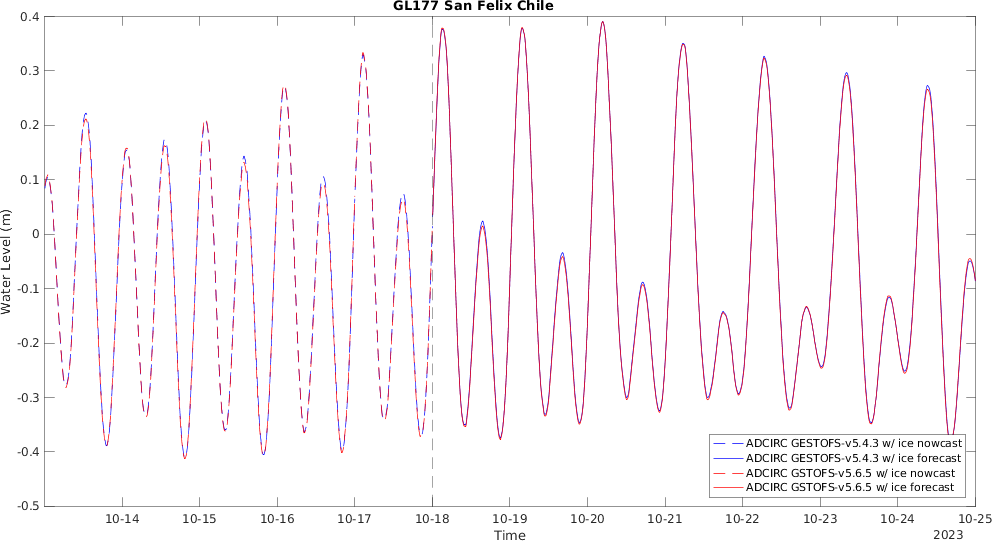 GL177 San Felix Chile
0.4
0.3
0.2
0.1
0
-0.1
-0.2
-0.3
-0.4
-0.5
Water Level (m)
ADCIRC GESTOFS-v5.4.3 w/ ice nowcast
ADCIRC GESTOFS-v5.4.3 w/ ice forecast
ADCIRC GSTOFS-v5.6.5 w/ ice nowcast
ADCIRC GSTOFS-v5.6.5 w/ ice forecast
10-14 10-15 10-16 10-17 10-18 10-19 10-20 10-21 10-22 10-23 10-24 10-25
Time
2023